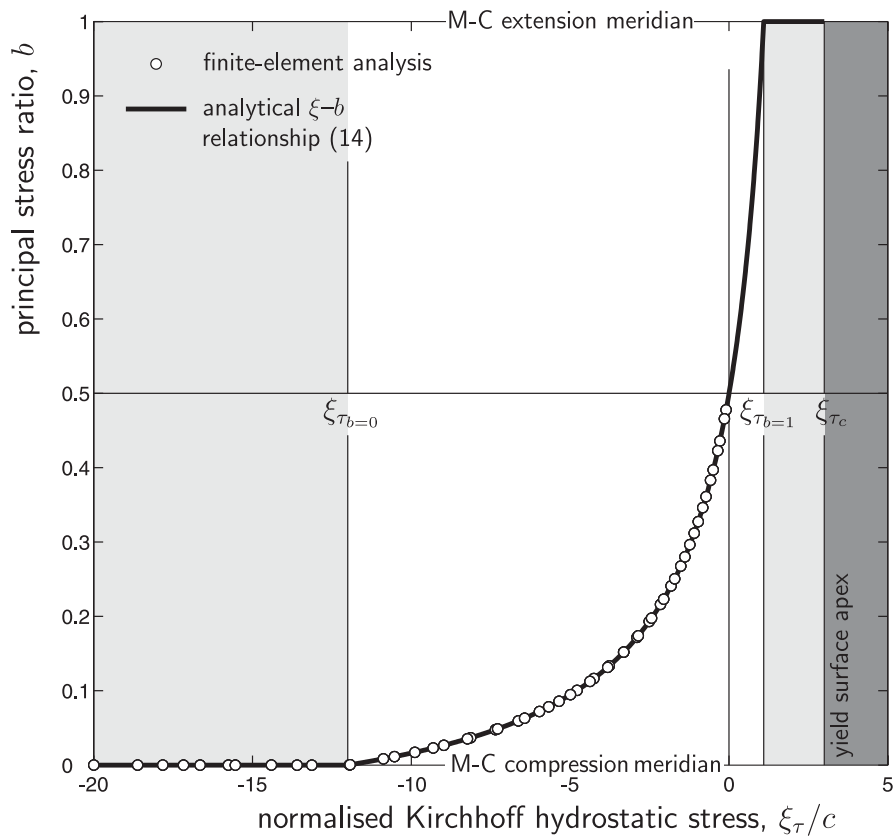 M-C extension meridian
finite-element analysis
analytical ξ–b
relationship (14)
principal stress ratio, b
1
0.9
0.8
0.7
0.6
0.5
0.4
0.3
0.2
0.1
0
ξτb=0
ξτb=1
ξτc
yield surface apex
M-C compression meridian
-20
-15
-10
-5
0
5
normalised Kirchhoff hydrostatic stress, ξτ/c